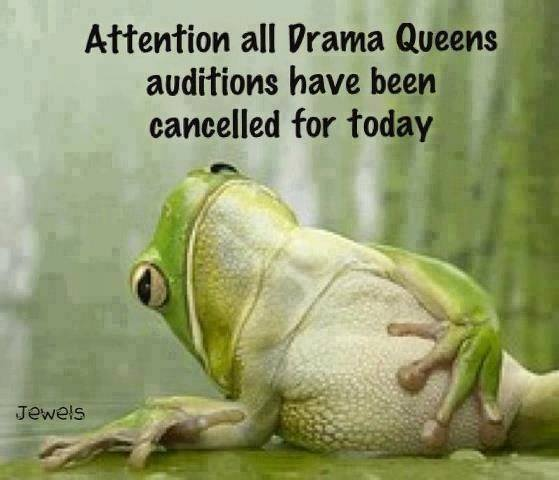 Attention all Drama Queens
auditions have been
cancelled for today
Jewels